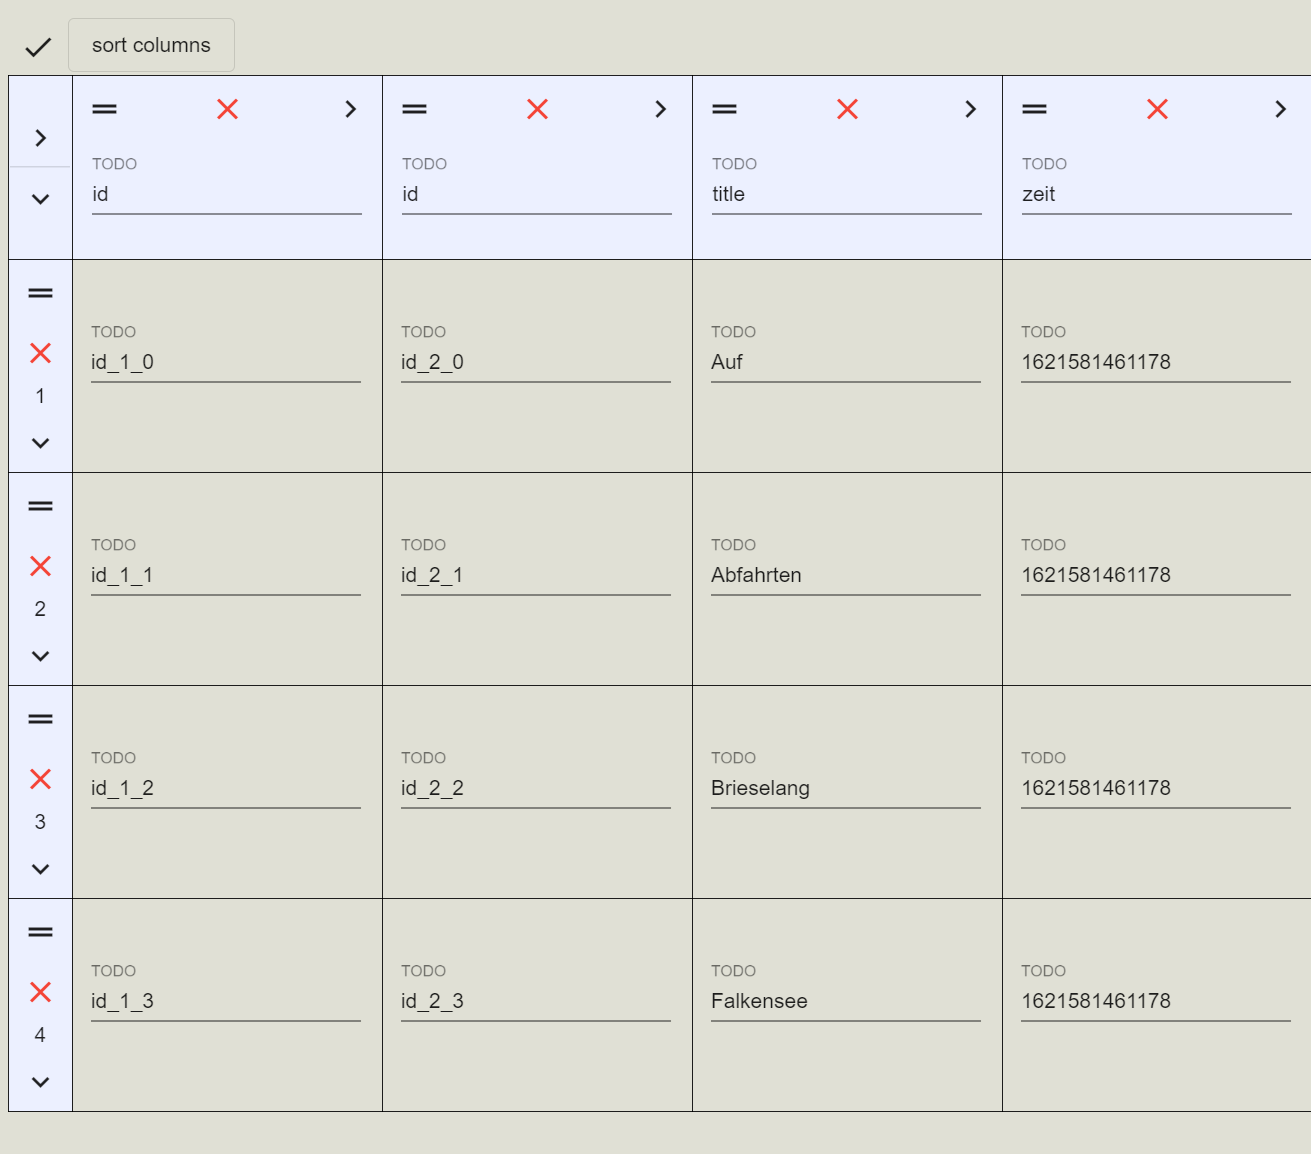 sort columns
TODO TODO TODO TODO
id id title zeit
TODO TODO TODO TODO
id_1_0 id_2_0 Auf 1621581461178
1
TODO TODO TODO TODO
id_1_1 id_2_1 Abfahrten 1621581461178
2
TODO TODO TODO TODO
id_1_2 id_2_2 Brieselang 1621581461178
3
TODO TODO TODO TODO
id_1_3 id_2_3 Falkensee 1621581461178
4